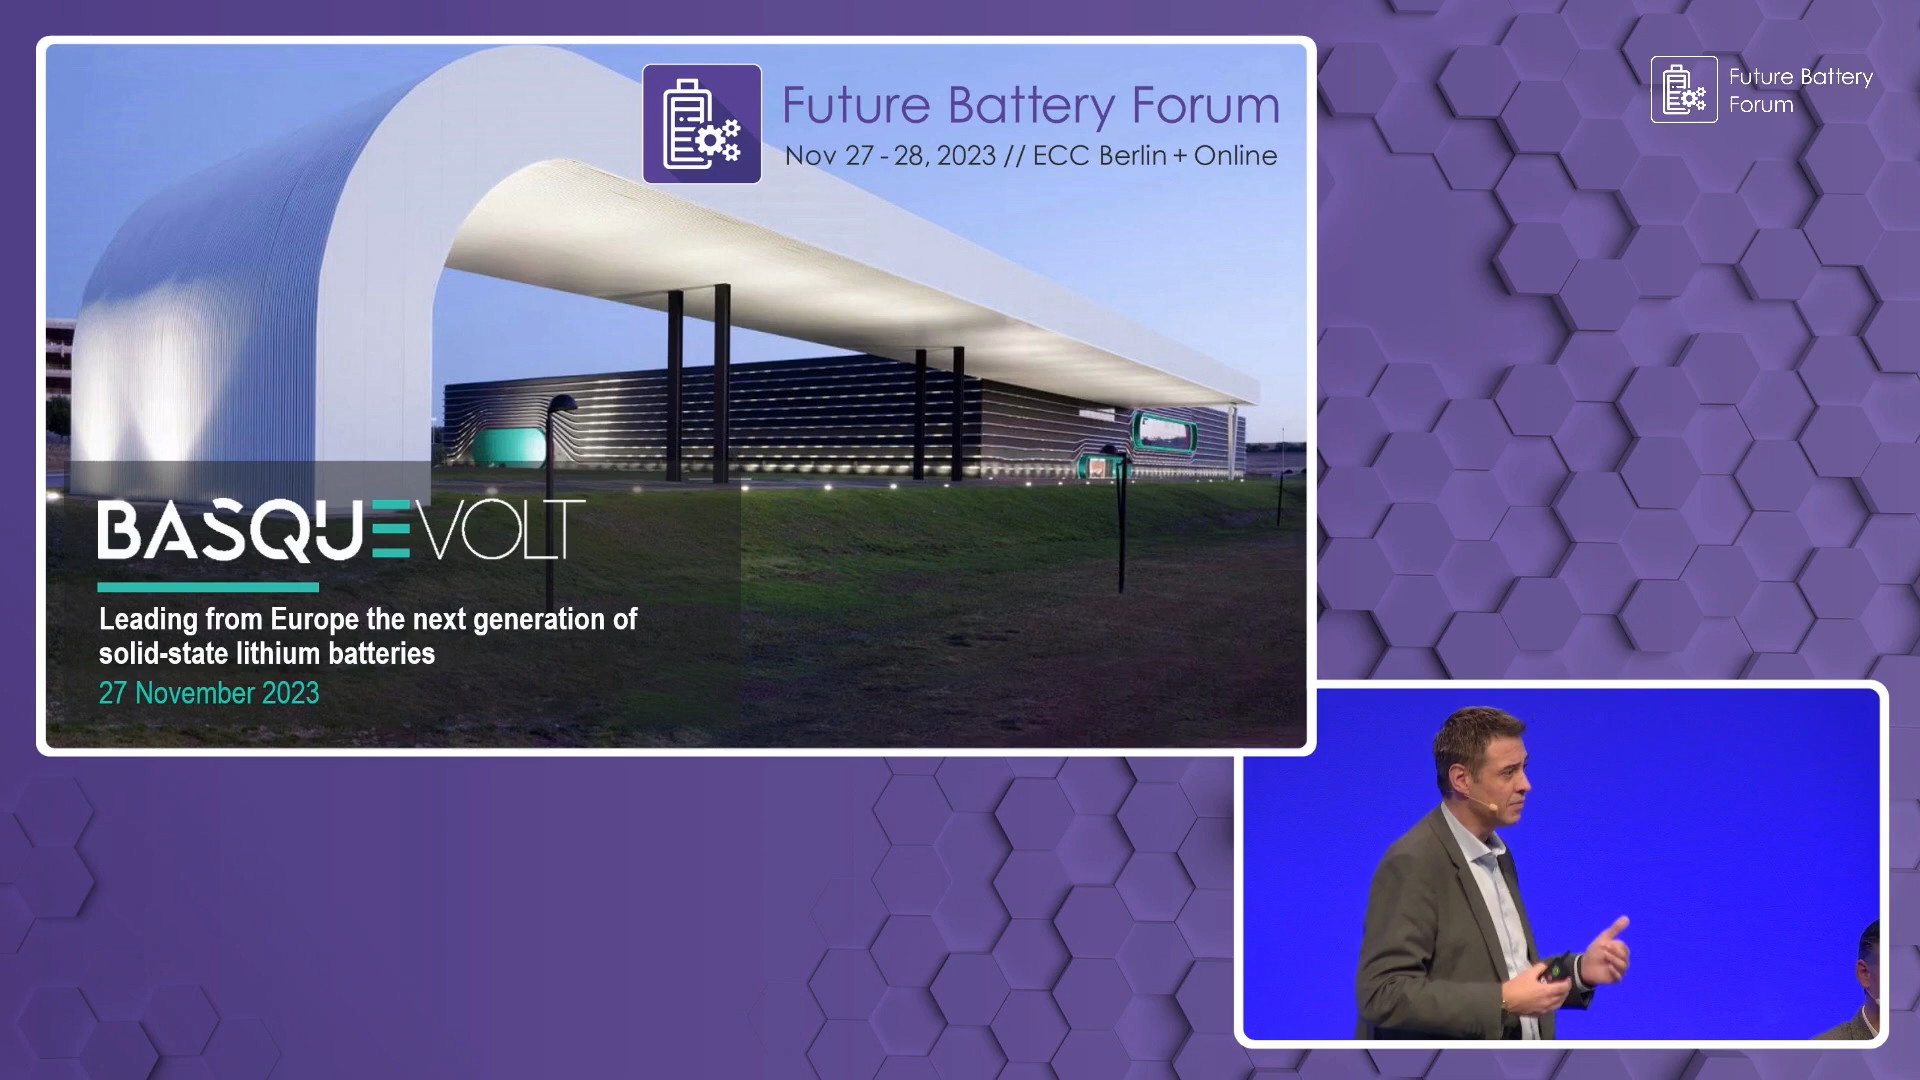 Future Battery Forum
Nov 27 - 28, 2023 // ECC Berlin + Online
BASQUEVOLT
Leading from Europe the next generation of
solid-state lithium batteries
27 November 2023
Future Battery
Forum